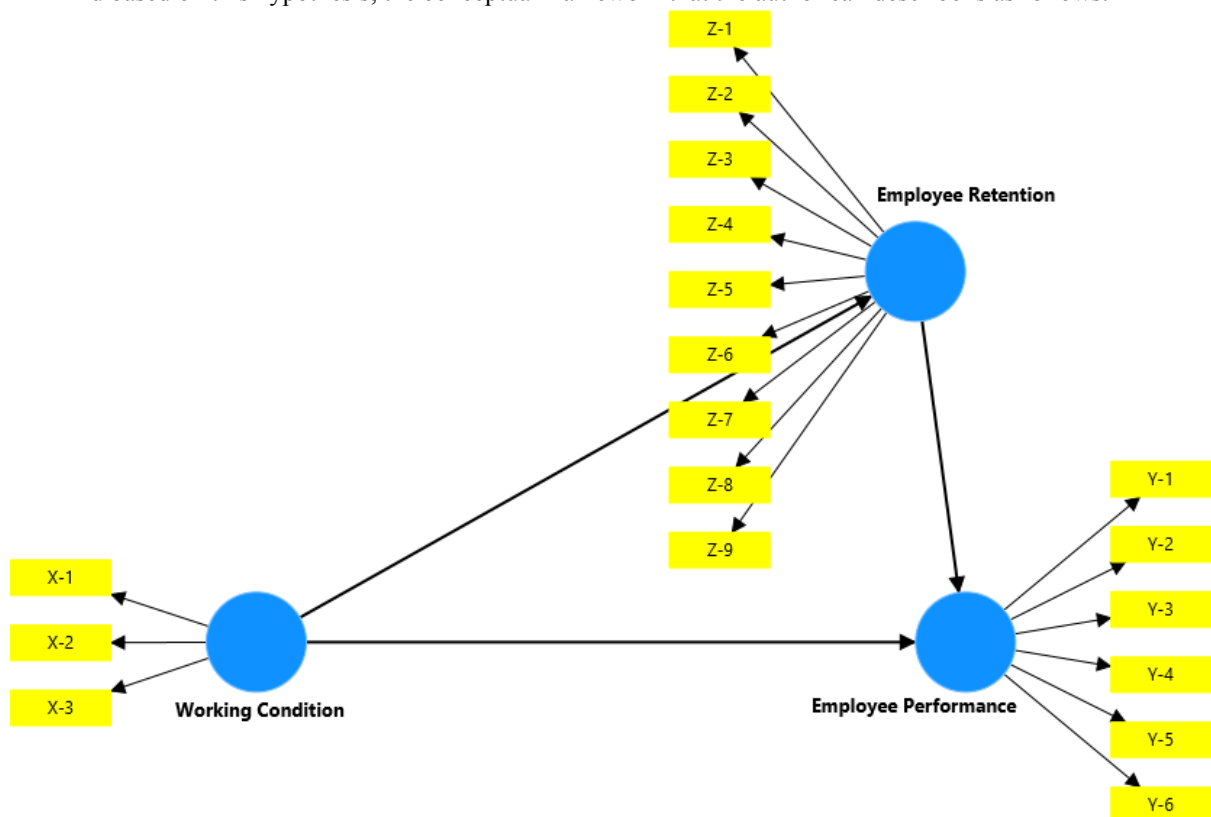 Z-1
Z-2
Z-3
Employee Retention
Z-4
Z-5
Z-6
Z-7
Z-8
Z-9
Y-1
Y-2
Y-3
Y-4
Y-5
Y-6
Employee Performance
X-1
X-2
X-3
Working Condition